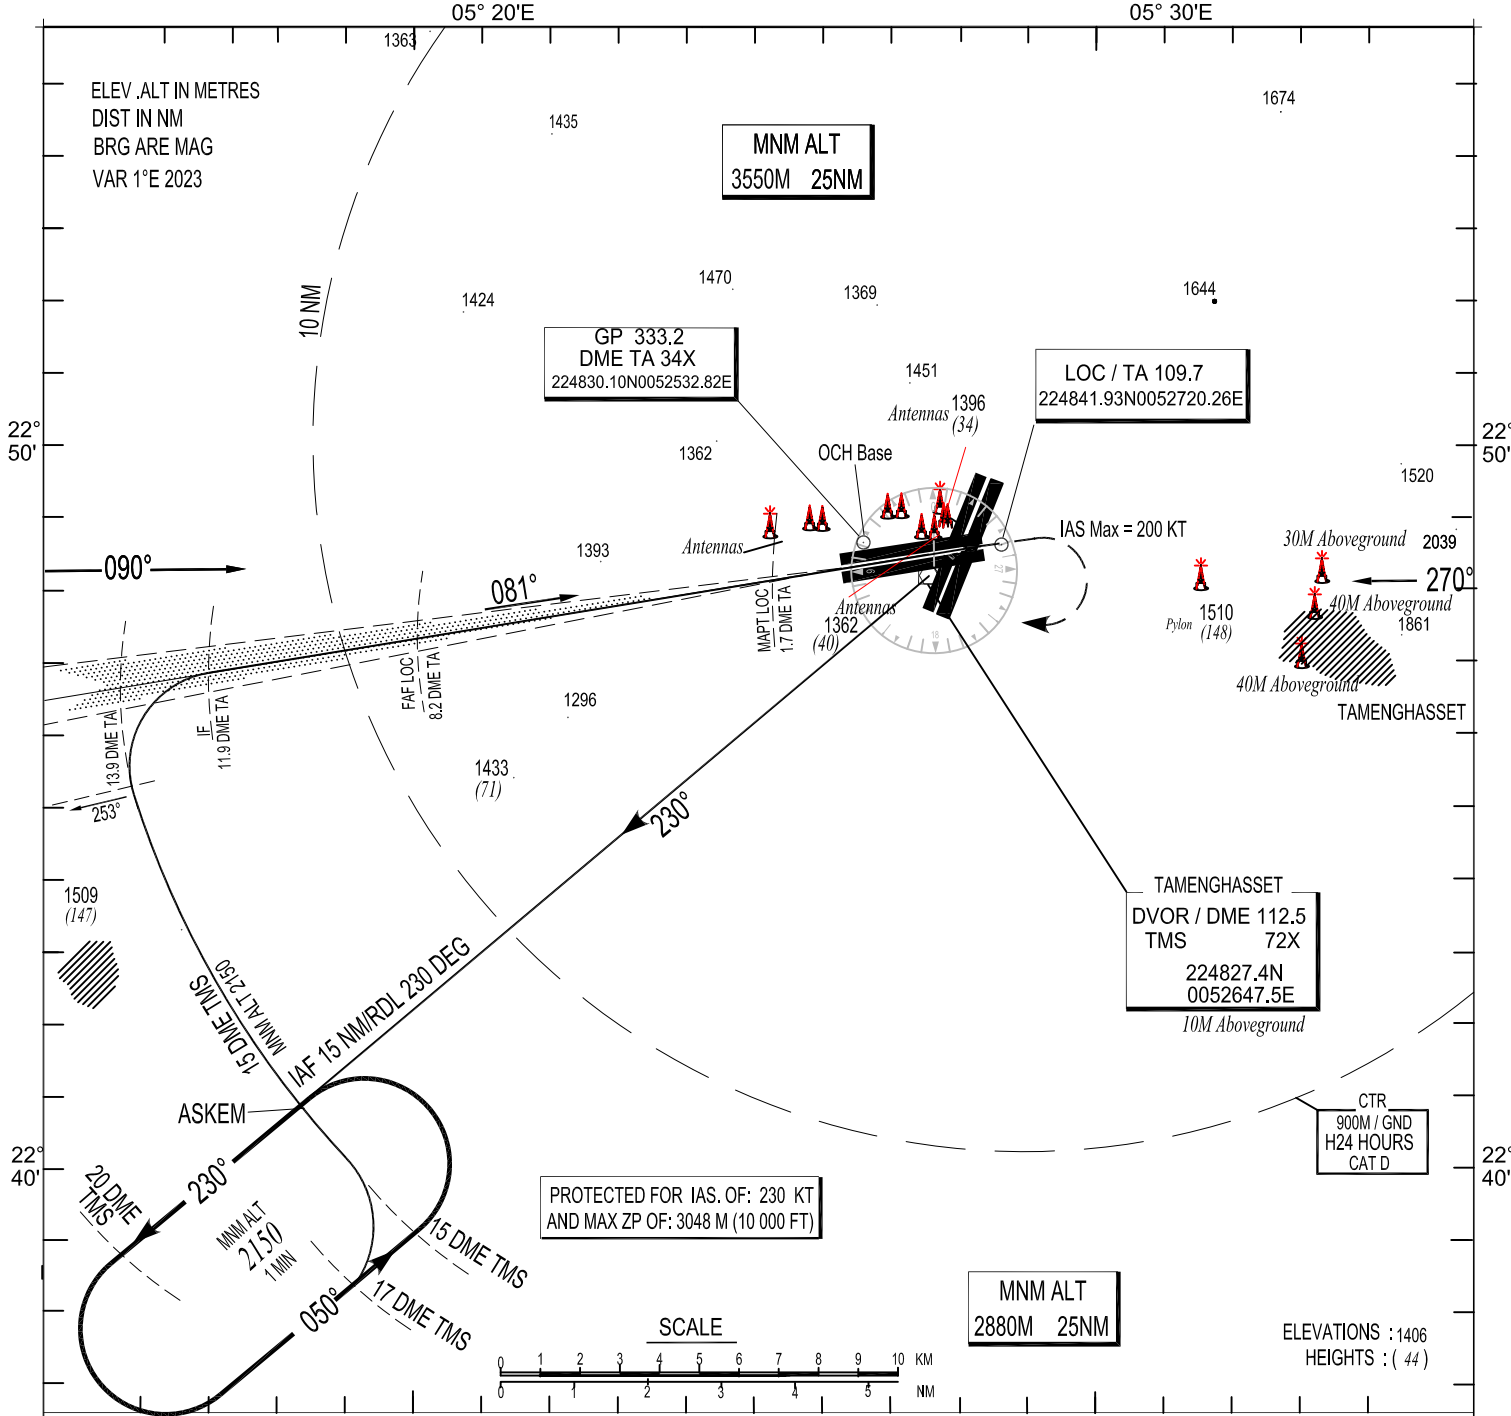 05° 20'E
05° 30'E
1363
ELEV .ALT IN METRES
DIST IN NM
BRG ARE MAG
VAR 1°E 2023
1435
1674
MNM ALT
3550M 25NM
10 NM
1424
1470
1369
1644
GP 333.2
DME TA 34X
224830.10N0052532.82E
LOC / TA 109.7
224841.93N0052720.26E
1451
Antennas 1396
(34)
22°
50'
22°
50'
1362
OCH Base
1520
IAS Max = 200 KT
30M Aboveground
2039
1393
Antennas
090°
081°
270°
40M Aboveground
Antennas
1362
(40)
18
27
9
1510
Pylon (148)
1861
MAPT LOC
1.7 DME TA
FAF LOC
8.2 DME TA
IF
11.9 DME TA
13.9 DME TA
40M Aboveground
TAMENGHASSET
1296
1433
(71)
253°
230°
1509
(147)
TAMENGHASSET
DVOR / DME 112.5
TMS 72X
224827.4N
0052647.5E
10M Aboveground
15 DME TMS
MNM ALT 2150
IAF 15 NM/RDL 230 DEG
ASKEM
CTR
900M / GND
H24 HOURS
CAT D
22°
40'
22°
40'
230°
20 DME
TMS
MNM ALT
2150
1 MIN
PROTECTED FOR IAS. OF: 230 KT
AND MAX ZP OF: 3048 M (10 000 FT)
15 DME TMS
17 DME TMS
050°
MNM ALT
2880M 25NM
SCALE
0 1 2 3 4 5 6 7 8 9 10 KM
0 1 2 3 4 5 NM
ELEVATIONS : 1406
HEIGHTS : ( 44 )